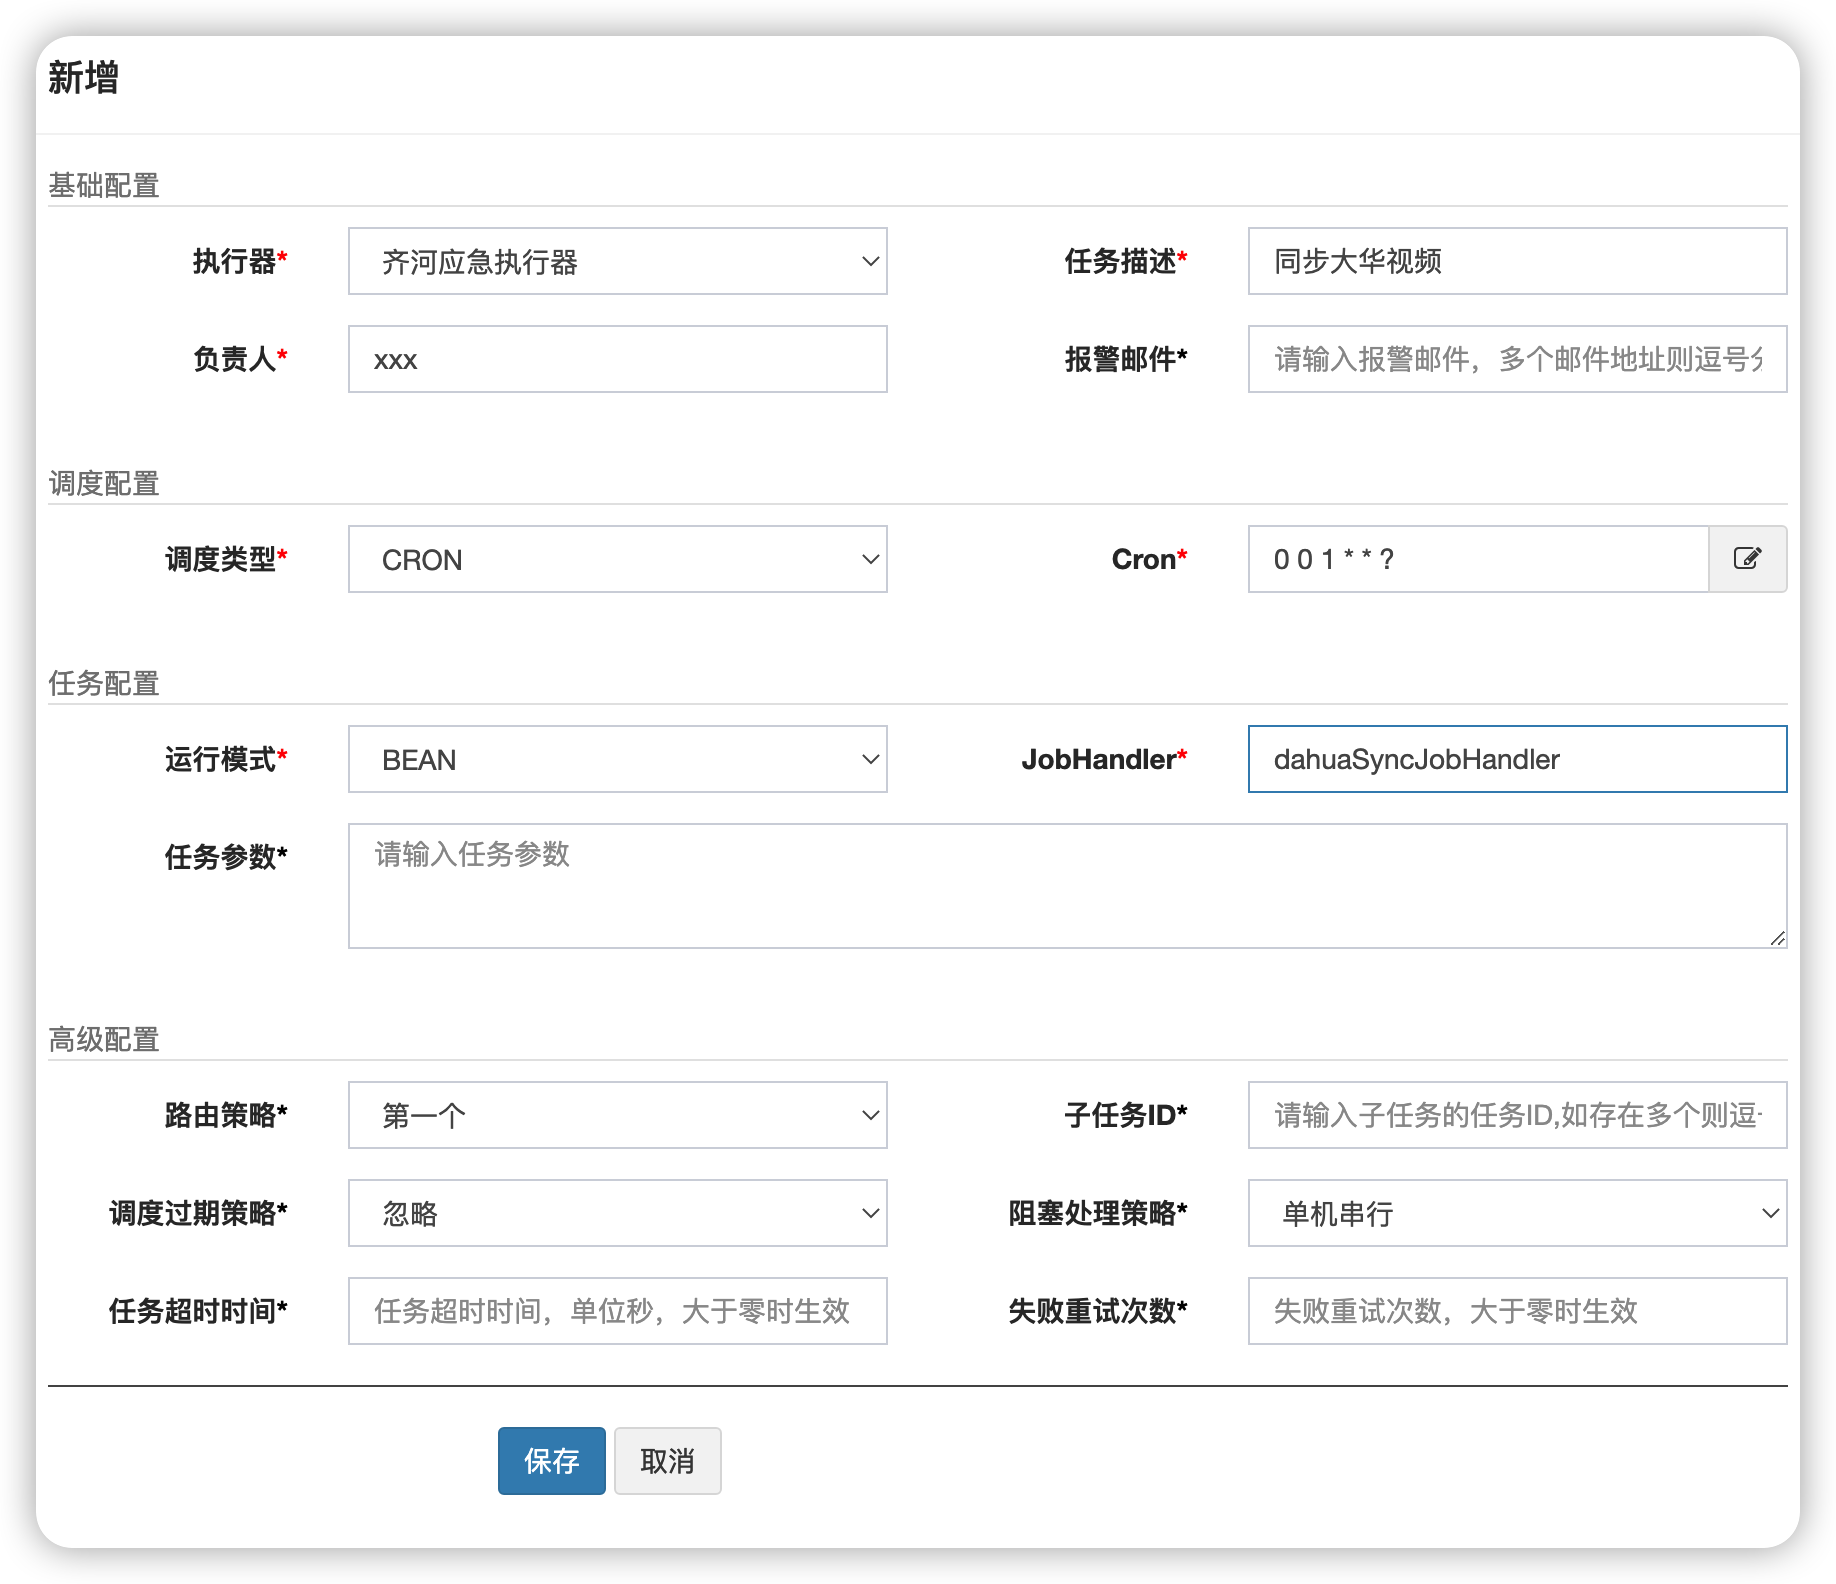 新增
基础配置
执行器* 齐河应急执行器 任务描述* 同步大华视频
负责人* xxx 报警邮件* 请输入报警邮件，多个邮件地址则逗号分
调度配置
调度类型* CRON Cron* 0 0 1 * * ?
任务配置
运行模式* BEAN JobHandler* dahuaSyncJobHandler
任务参数* 请输入任务参数
高级配置
路由策略* 第一个 子任务ID* 请输入子任务的任务ID,如存在多个则逗
调度过期策略* 忽略 阻塞处理策略* 单机串行
任务超时时间* 任务超时时间，单位秒，大于零时生效 失败重试次数* 失败重试次数，大于零时生效
保存 取消